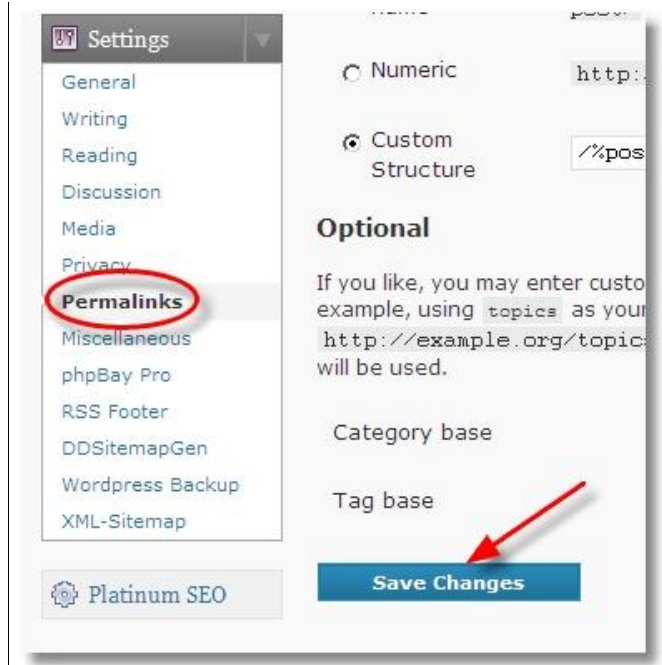 Settings
General
Writing
Reading
Discussion
Media
Privacy
Permalinks
Miscellaneous
phpBay Pro
RSS Footer
DDSitemapGen
Wordpress Backup
XML-Sitemap
Platinum SEO
Numeric
http:
Custom
Structure
/%pos
Optional
If you like, you may enter custo
example, using topics as your
http://example.org/topics
will be used.
Category base
Tag base
Save Changes